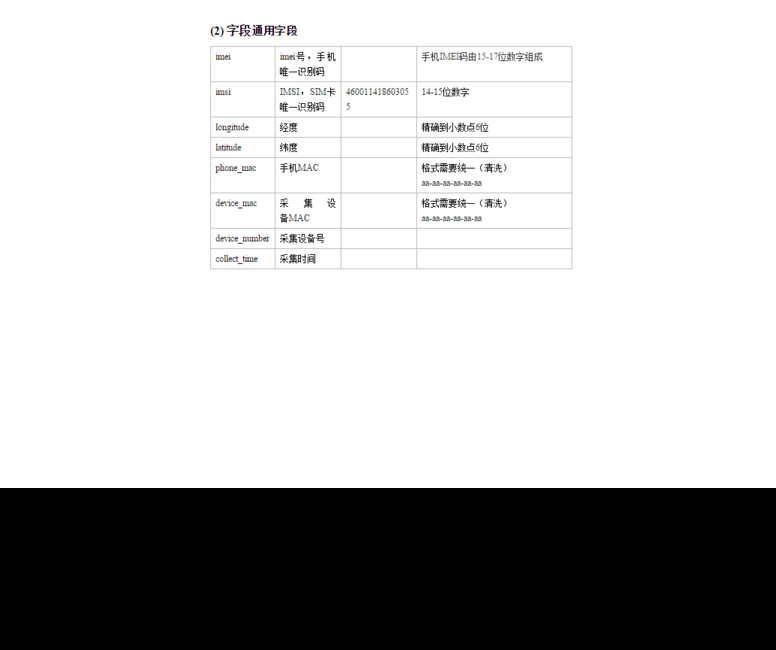 (2) 字段通用字段
imei
imei号，手机
唯一识别码
手机IMEI码由15-17位数字组成
imsi
IMSI，SIM卡
唯一识别码
46001141860305
5
14-15位数字
longitude
经度
精确到小数点6位
latitude
纬度
精确到小数点6位
phone_mac
手机MAC
格式需要统一（清洗）
aa-aa-aa-aa-aa-aa
device_mac
采 集 设
备MAC
格式需要统一（清洗）
aa-aa-aa-aa-aa-aa
device_number
采集设备号
collect_time
采集时间